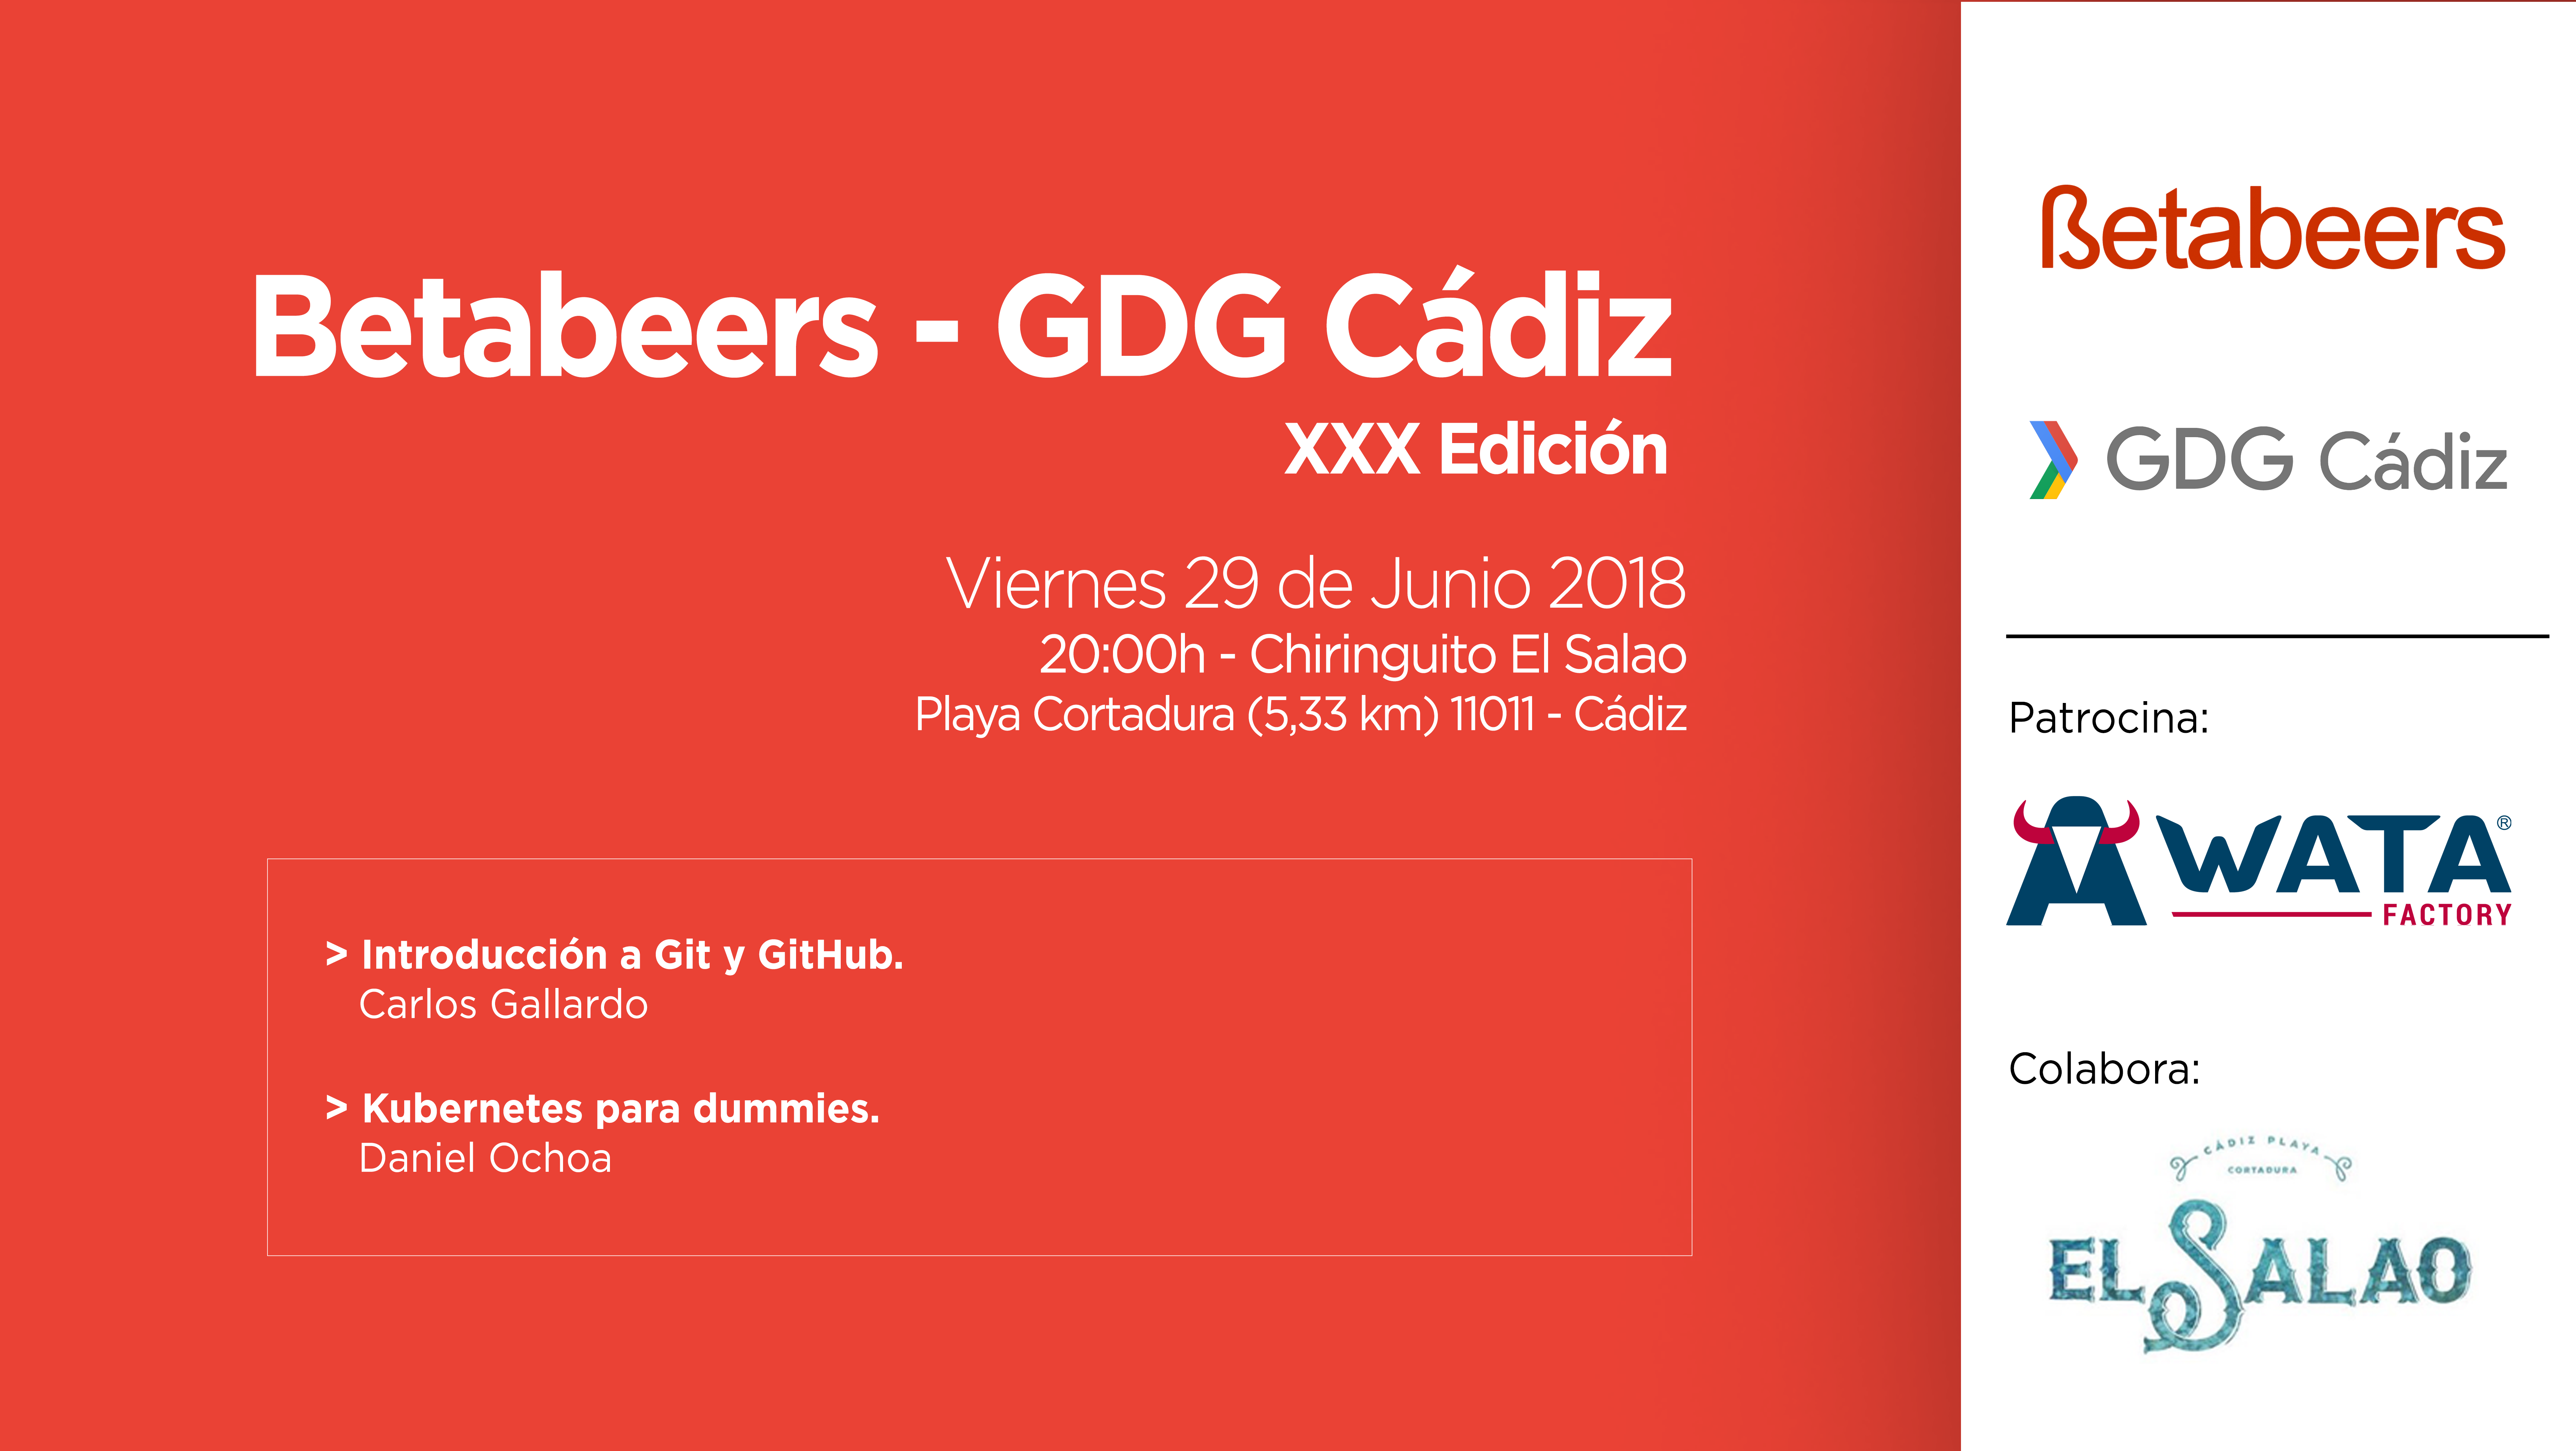 Betabeers - GDG Cádiz
XXX Edición
Viernes 29 de Junio 2018
20:00h - Chiringuito El Salao
Playa Cortadura (5,33 km) 11011 - Cádiz
> Introducción a Git y GitHub.
Carlos Gallardo
> Kubernetes para dummies.
Daniel Ochoa
ßetabeers
GDG Cádiz
Patrocina:
WATA®
FACTORY
Colabora:
CÁDIZ PLAYA
CORTADURA
EL SALAO